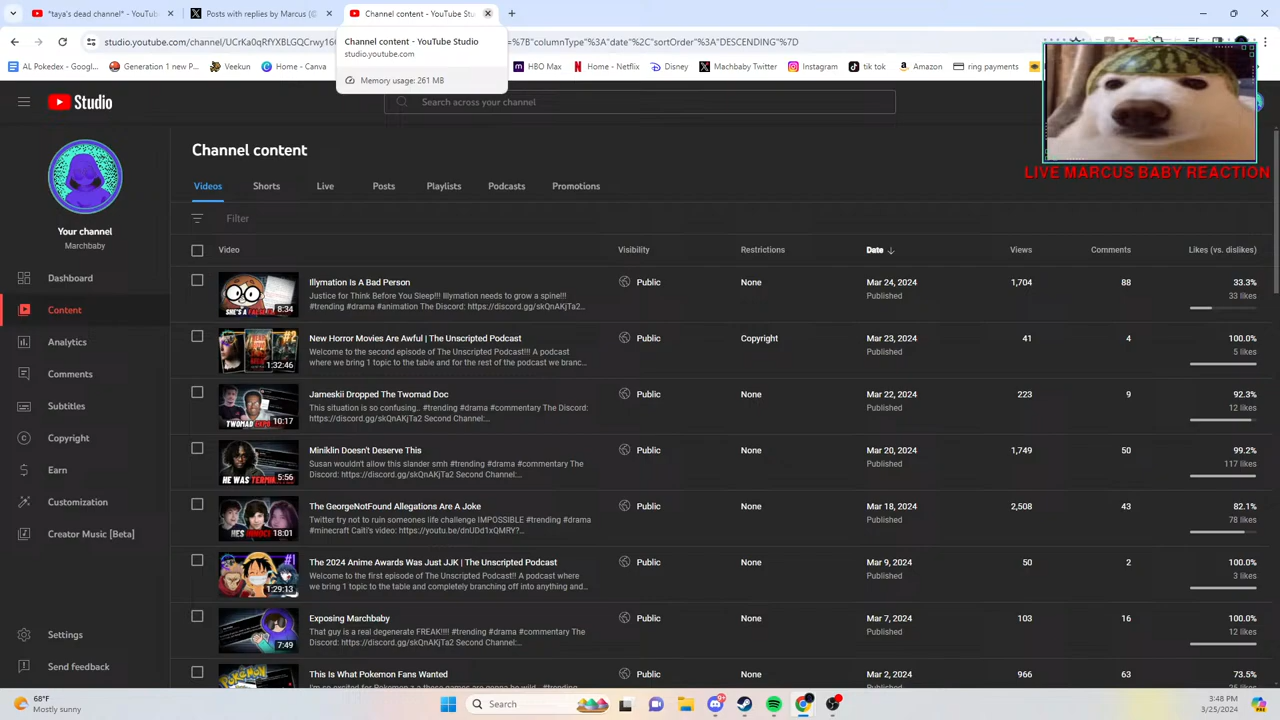 *taya's dead channel* - YouTub
Posts with replies by Marcus (@
Channel content - YouTube Stud
studio.youtube.com/channel/UCrKa0qRfYXBLGQCrwy16
=%7B"columnType"%3A"date"%2C"sortOrder"%3A"DESCENDING"%7D
Channel content - YouTube Studio
studio.youtube.com
Memory usage: 261 MB
AL Pokedex - Googl...
Generation 1 new P...
Veekun
Home - Canva
HBO Max
Home - Netflix
Disney
Machbaby Twitter
Instagram
tik tok
Amazon
ring payments
Studio
Search across your channel
LIVE MARCUS BABY REACTION
Your channel
Marchbaby
Dashboard
Content
Analytics
Comments
Subtitles
Copyright
Earn
Customization
Creator Music [Beta]
Settings
Send feedback
Channel content
Videos Shorts Live Posts Playlists Podcasts Promotions
Filter
Video Visibility Restrictions Date Views Comments Likes (vs. dislikes)
Illymation Is A Bad Person Public None Mar 24, 2024 1,704 88 33.3%
Justice for Think Before You Sleep!!! Illymation needs to grow a spine!!! Published 33 likes
#trending #drama #animation The Discord: https://discord.gg/skQnAKjTa2...
8:34
New Horror Movies Are Awful | The Unscripted Podcast Public Copyright Mar 23, 2024 41 4 100.0%
Welcome to the second episode of The Unscripted Podcast!!! A podcast Published 5 likes
where we bring 1 topic to the table and for the rest of the podcast we branc...
#2
1:32:46
Jameskii Dropped The Twomad Doc Public None Mar 22, 2024 223 9 92.3%
This situation is so confusing.. #trending #drama #commentary The Discord: Published 12 likes
https://discord.gg/skQnAKjTa2 Second Channel:...
10:17
Miniklin Doesn't Deserve This Public None Mar 20, 2024 1,749 50 99.2%
Susan wouldn't allow this slander smh #trending #drama #commentary The Published 117 likes
Discord: https://discord.gg/skQnAKjTa2 Second Channel:...
5:56
The GeorgeNotFound Allegations Are A Joke Public None Mar 18, 2024 2,508 43 82.1%
Twitter try not to ruin someones life challenge IMPOSSIBLE #trending #drama Published 78 likes
#minecraft Caiti's video: https://youtu.be/dnUDd1xQMRY?...
18:01
The 2024 Anime Awards Was Just JJK | The Unscripted Podcast Public None Mar 9, 2024 50 2 100.0%
Welcome to the first episode of The Unscripted Podcast!! A podcast where Published 3 likes
we bring 1 topic to the table and completely branching off into anything and...
#1
1:29:13
Exposing Marchbaby Public None Mar 7, 2024 103 16 100.0%
That guy is a real degenerate FREAK!!!! #trending #drama #commentary The Published 12 likes
Discord: https://discord.gg/skQnAKjTa2 Second Channel:...
7:49
This Is What Pokemon Fans Wanted Public None Mar 2, 2024 966 63 73.5%
68°F
Mostly sunny
Search
3:48 PM
3/25/2024